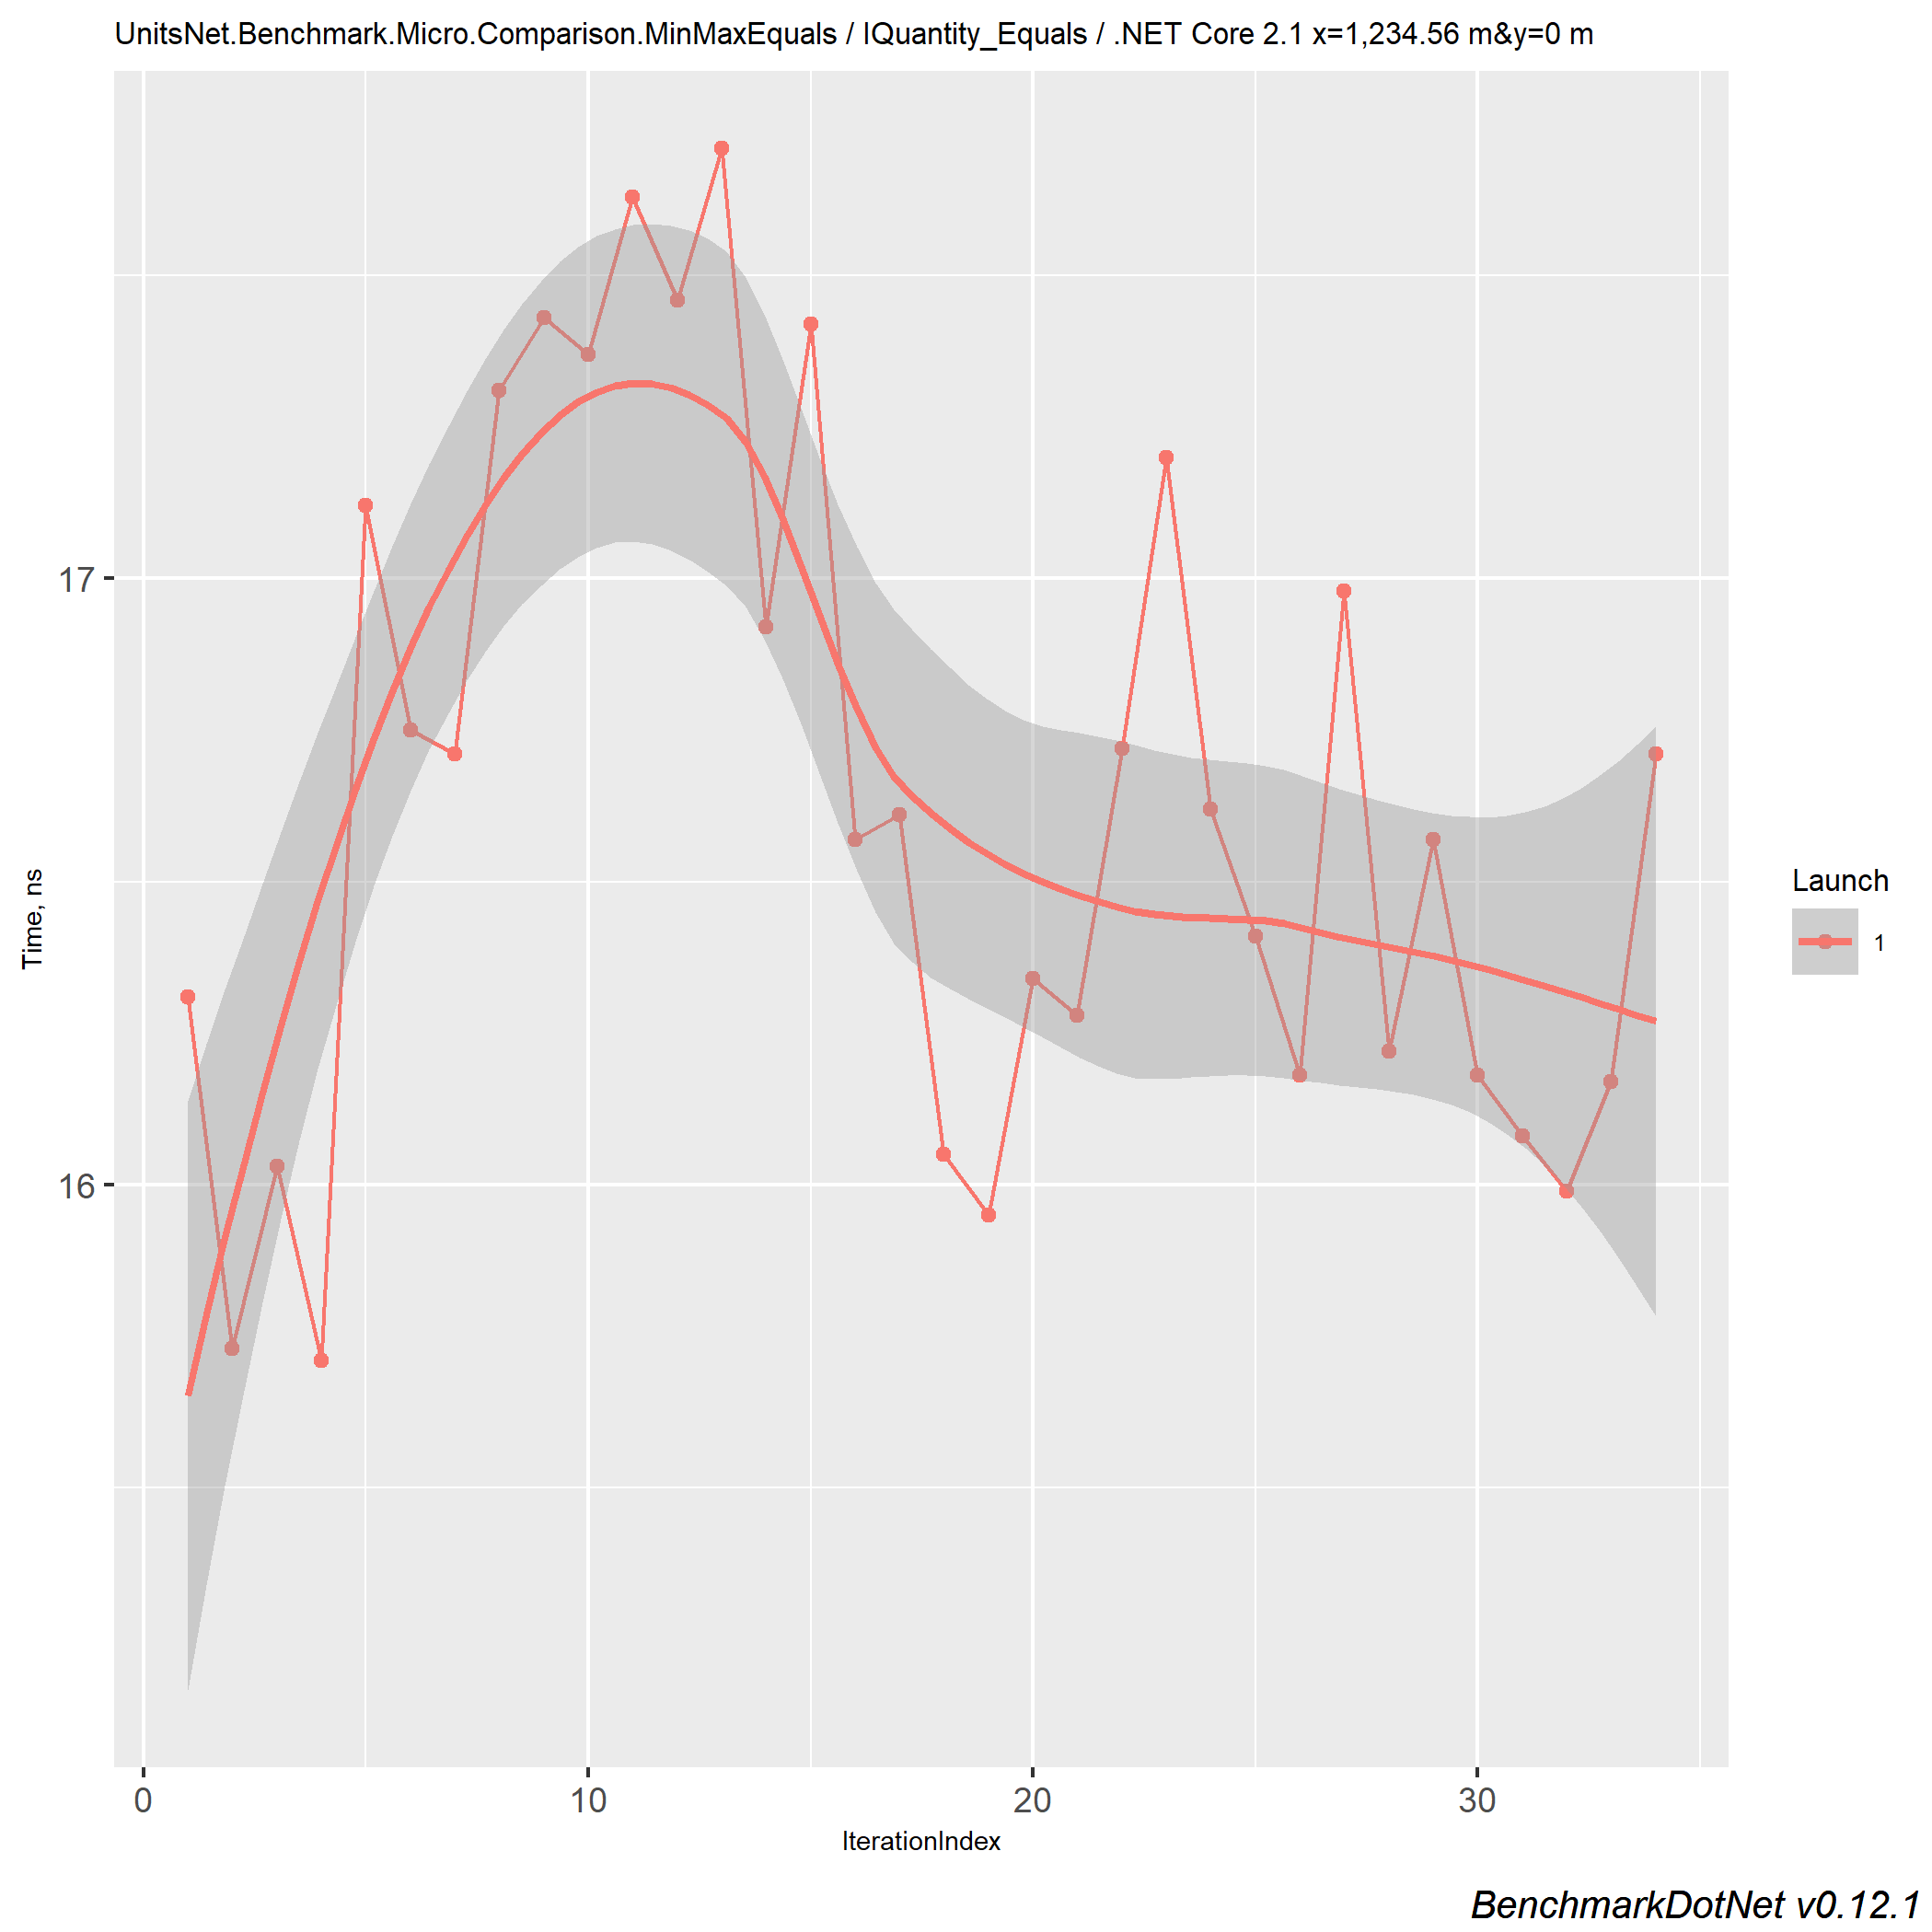 UnitsNet.Benchmark.Micro.Comparison.MinMaxEquals / IQuantity_Equals / .NET Core 2.1 x=1,234.56 m&y=0 m
17
16
Time, ns
0 10 20 30
IterationIndex
Launch
1
BenchmarkDotNet v0.12.1